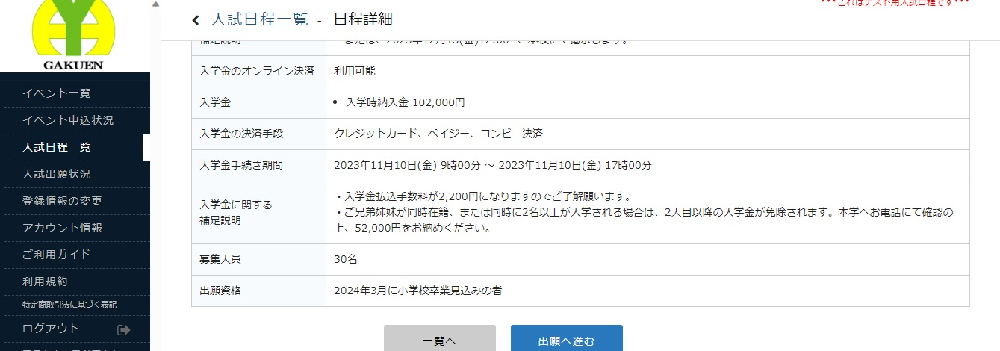 ***これはテスト用入試日程です***
入試日程一覧 - 日程詳細
GAKUEN
イベント一覧
イベント申込状況
入試日程一覧
入試出願状況
登録情報の変更
アカウント情報
ご利用ガイド
利用規約
特定商取引法に基づく表記
ログアウト
補足説明
または、2023年12月15(金)12:00～、本校にて掲示します。
入学金のオンライン決済 利用可能
入学金 • 入学時納入金 102,000円
入学金の決済手段 クレジットカード、ペイジー、コンビニ決済
入学金手続き期間 2023年11月10日(金) 9時00分 ～ 2023年11月10日(金) 17時00分
入学金に関する
補足説明
・入学金払込手数料が2,200円になりますのでご了解願います。
・ご兄弟姉妹が同時在籍、または同時に2名以上が入学される場合は、2人目以降の入学金が免除されます。本学へお電話にて確認の
上、52,000円をお納めください。
募集人員 30名
出願資格 2024年3月に小学校卒業見込みの者
一覧へ
出願へ進む